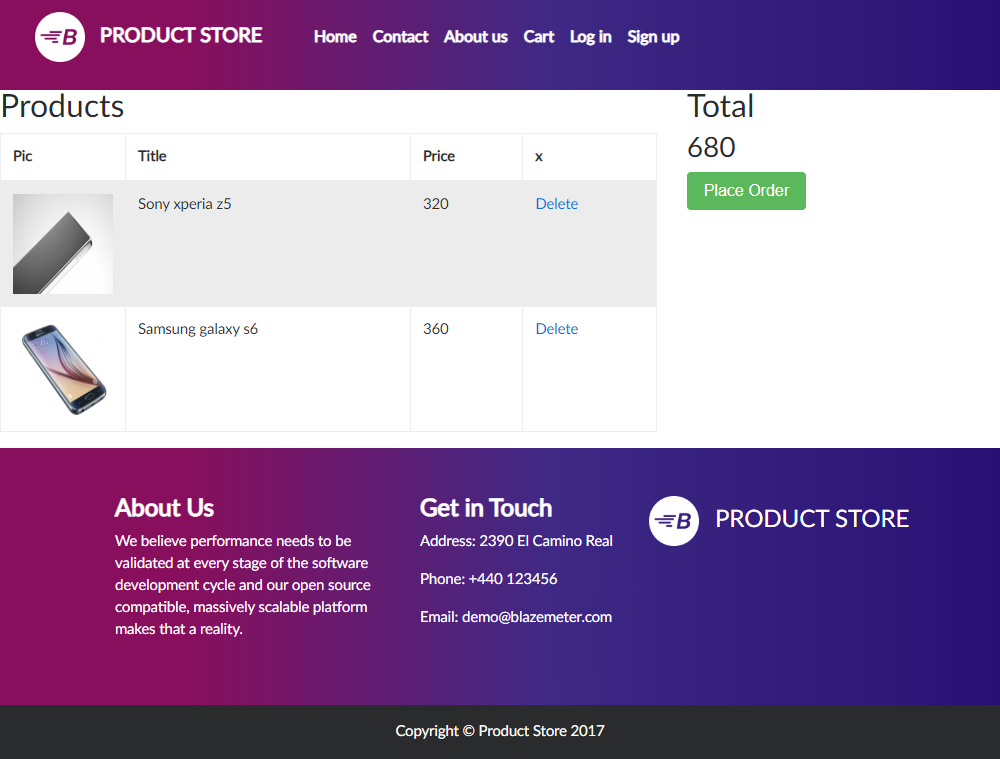 B PRODUCT STORE Home Contact About us Cart Log in Sign up
Products
Pic Title Price x
Sony xperia z5 320 Delete
Samsung galaxy s6 360 Delete
Total
680
Place Order
About Us
We believe performance needs to be
validated at every stage of the software
development cycle and our open source
compatible, massively scalable platform
makes that a reality.
Get in Touch
Address: 2390 El Camino Real
Phone: +440 123456
Email: demo@blazemeter.com
B PRODUCT STORE
Copyright © Product Store 2017